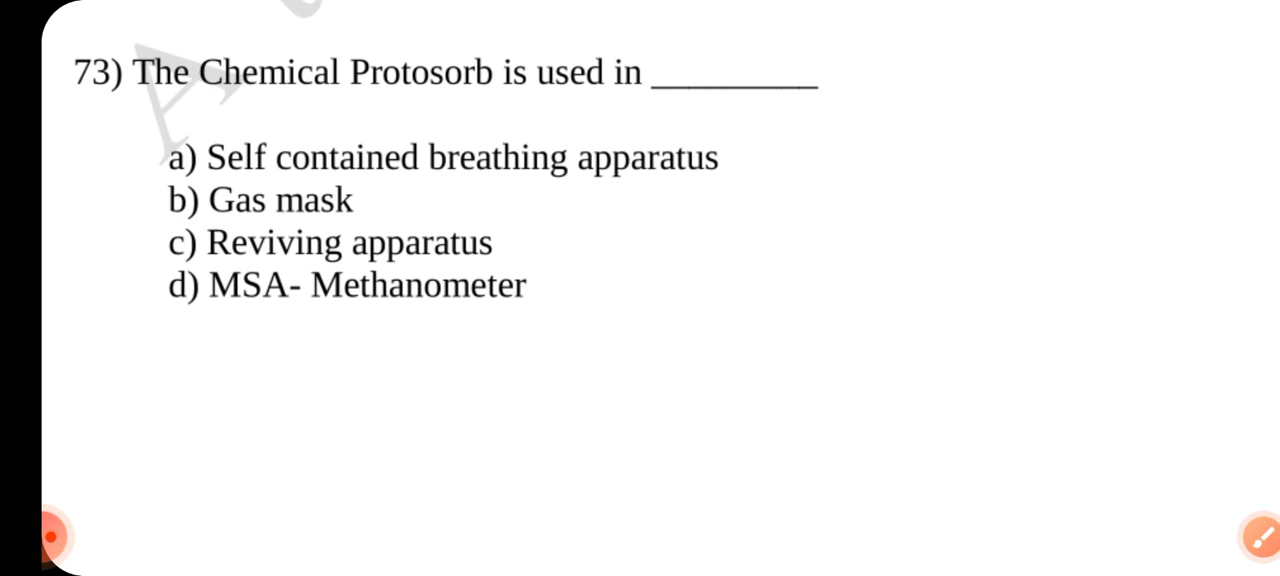 73) The Chemical Protosorb is used in _________
a) Self contained breathing apparatus
b) Gas mask
c) Reviving apparatus
d) MSA- Methanometer